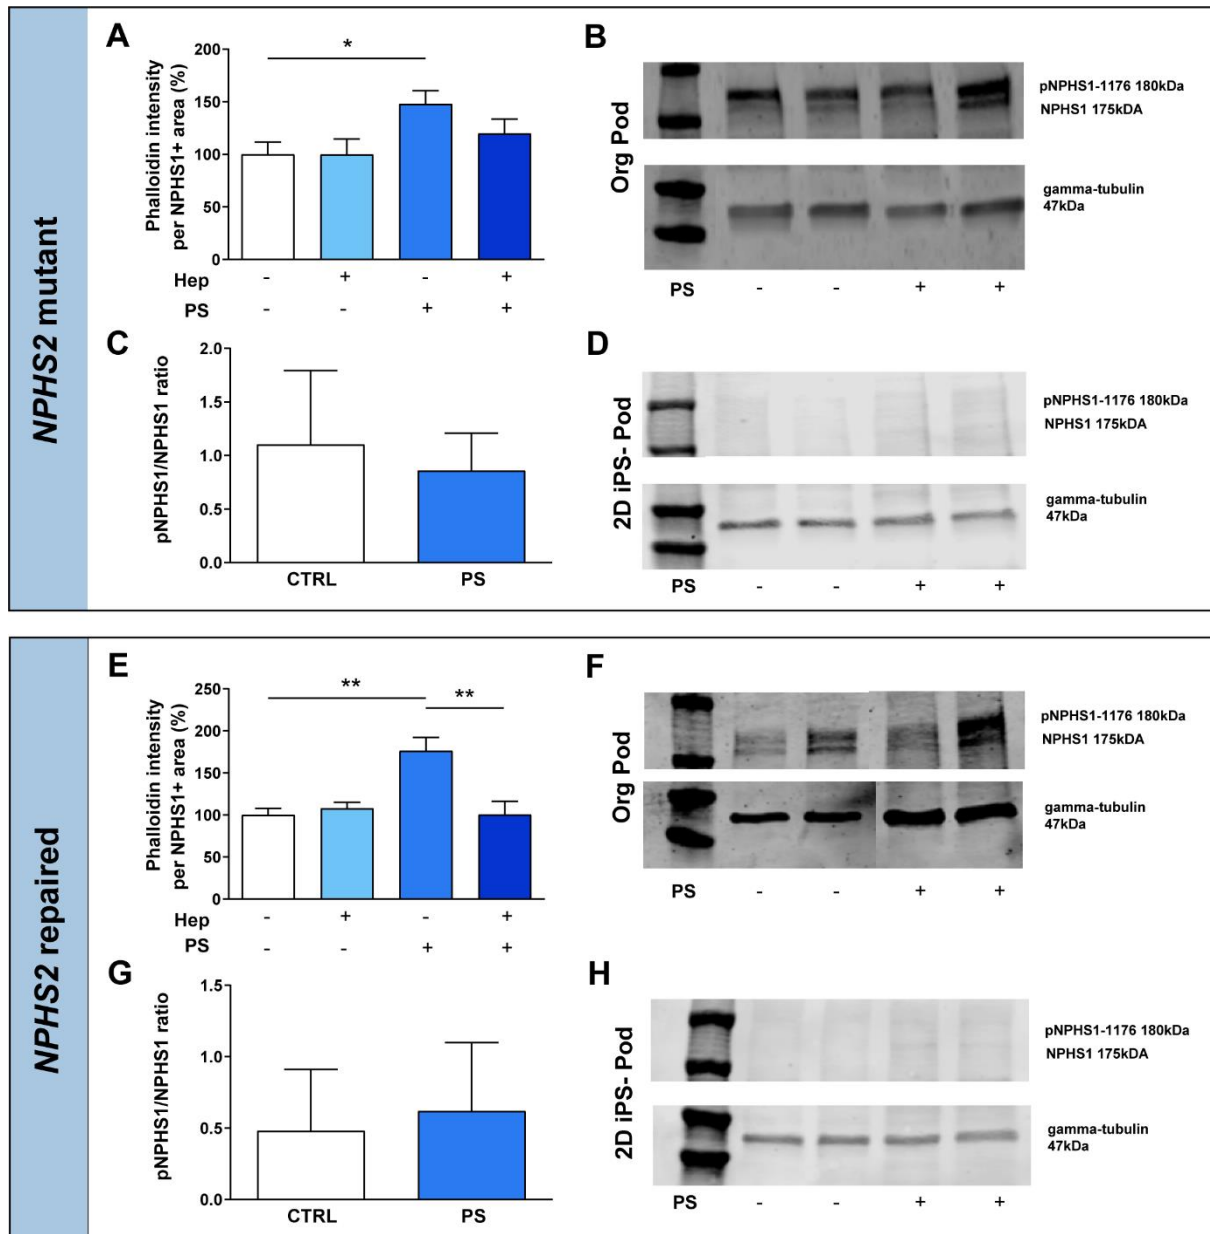 NPHS2 mutant
A
Phalloidin intensity
per NPHS1+ area (%)
200
150
100
50
0
*
Hep - + - +
PS - - + +
B
Org Pod
pNPHS1-1176 180kDa
NPHS1 175kDA
gamma-tubulin
47kDa
PS - - + +
C
pNPHS1/NPHS1 ratio
2.0
1.5
1.0
0.5
0.0
CTRL PS
D
2D iPS- Pod
pNPHS1-1176 180kDa
NPHS1 175kDA
gamma-tubulin
47kDa
PS - - + +
NPHS2 repaired
E
Phalloidin intensity
per NPHS1+ area (%)
250
200
150
100
50
0
** **
Hep - + - +
PS - - + +
F
Org Pod
pNPHS1-1176 180kDa
NPHS1 175kDA
gamma-tubulin
47kDa
PS - - + +
G
pNPHS1/NPHS1 ratio
1.5
1.0
0.5
0.0
CTRL PS
H
2D iPS- Pod
pNPHS1-1176 180kDa
NPHS1 175kDA
gamma-tubulin
47kDa
PS - - + +